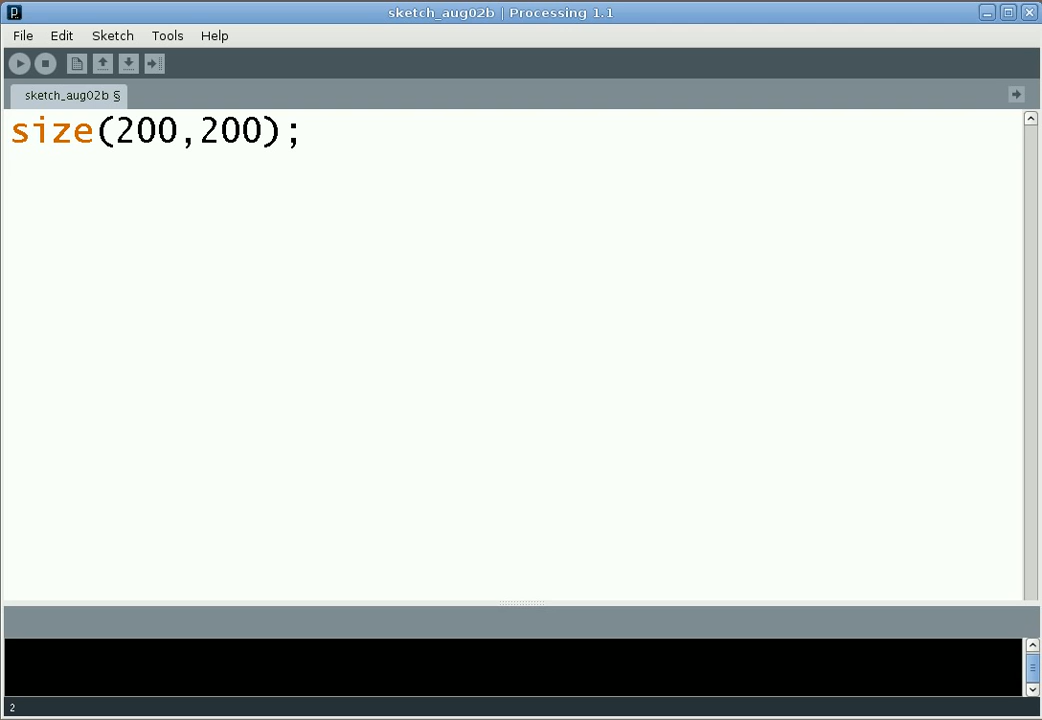 sketch_aug02b | Processing 1.1
File Edit Sketch Tools Help
sketch_aug02b §
size(200,200);
2